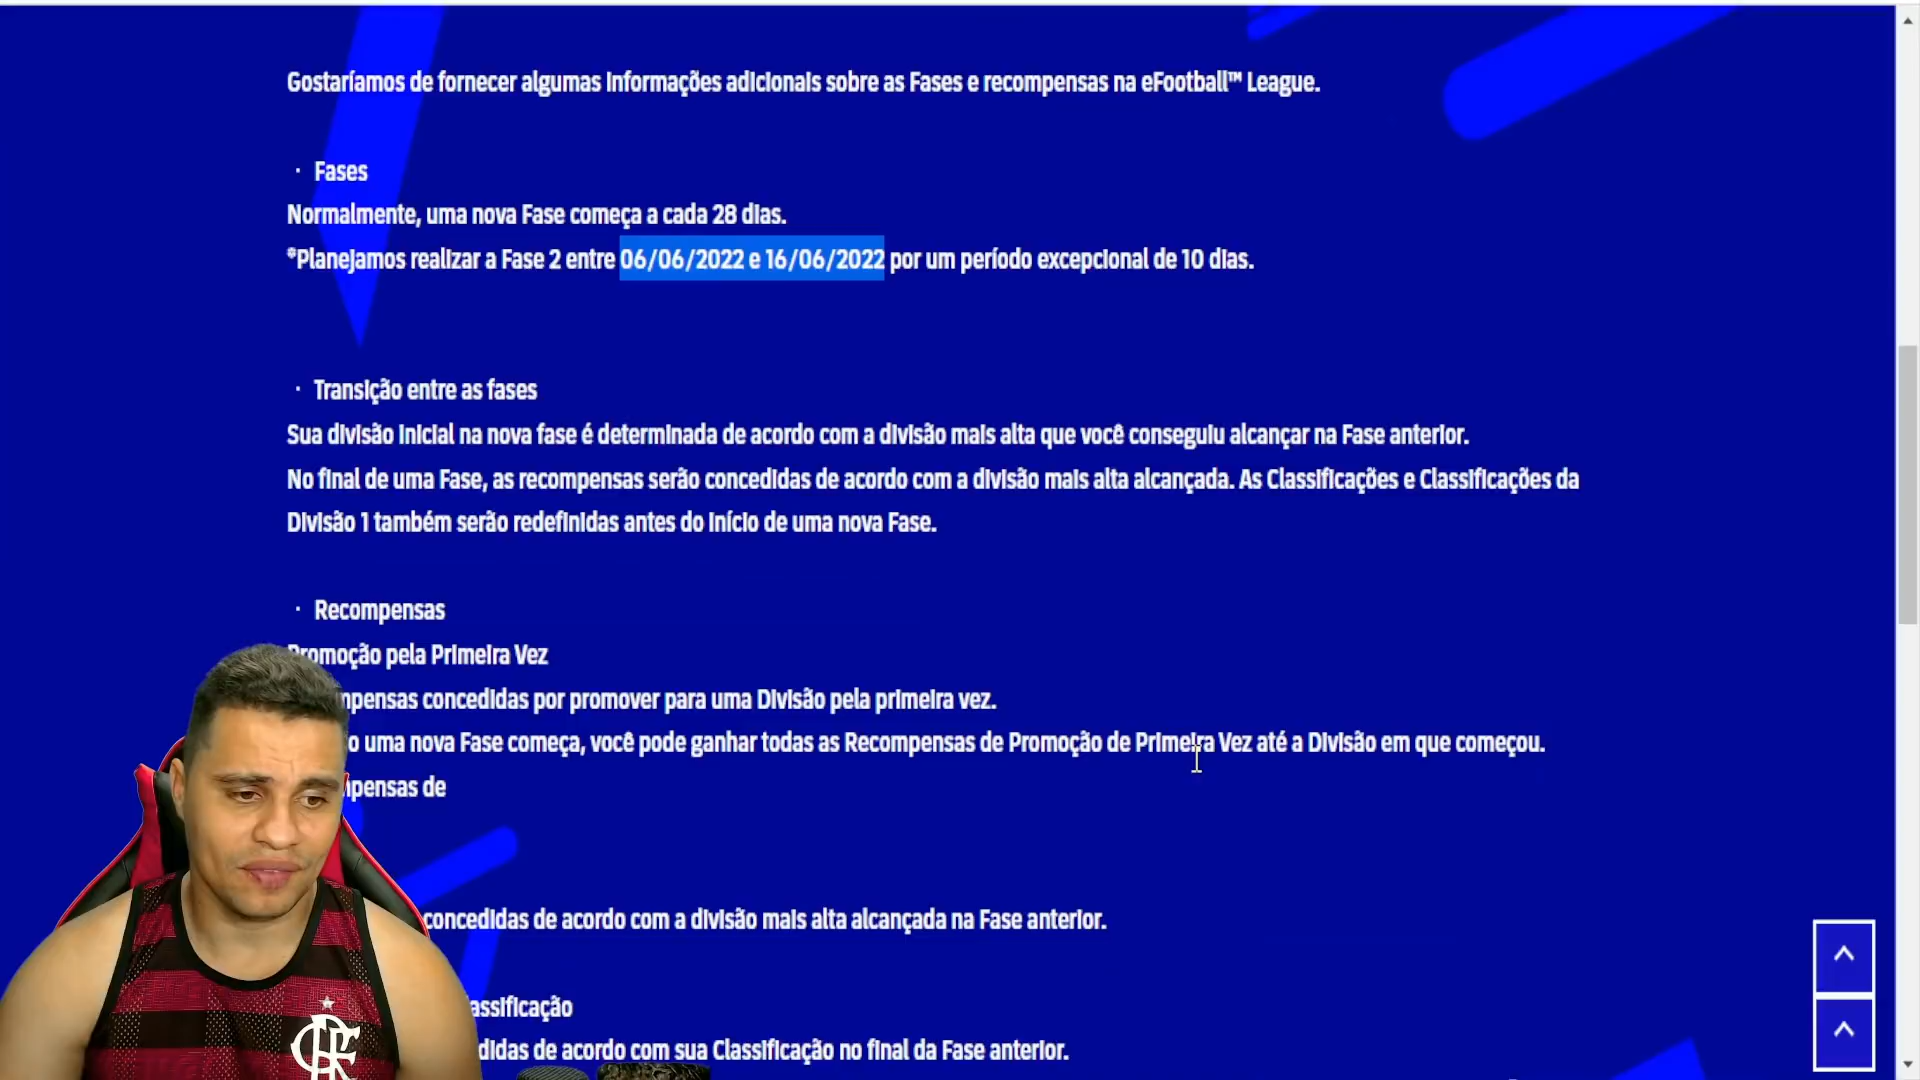 Gostaríamos de fornecer algumas informações adicionais sobre as Fases e recompensas na eFootball™ League.
· Fases
Normalmente, uma nova Fase começa a cada 28 dias.
*Planejamos realizar a Fase 2 entre 06/06/2022 e 16/06/2022 por um período excepcional de 10 dias.
· Transição entre as fases
Sua divisão inicial na nova fase é determinada de acordo com a divisão mais alta que você conseguiu alcançar na Fase anterior.
No final de uma Fase, as recompensas serão concedidas de acordo com a divisão mais alta alcançada. As Classificações e Classificações da
Divisão 1 também serão redefinidas antes do início de uma nova Fase.
· Recompensas
Promoção pela Primeira Vez
mpensas concedidas por promover para uma Divisão pela primeira vez.
o uma nova Fase começa, você pode ganhar todas as Recompensas de Promoção de Primeira Vez até a Divisão em que começou.
mpensas de
concedidas de acordo com a divisão mais alta alcançada na Fase anterior.
assificação
didas de acordo com sua Classificação no final da Fase anterior.